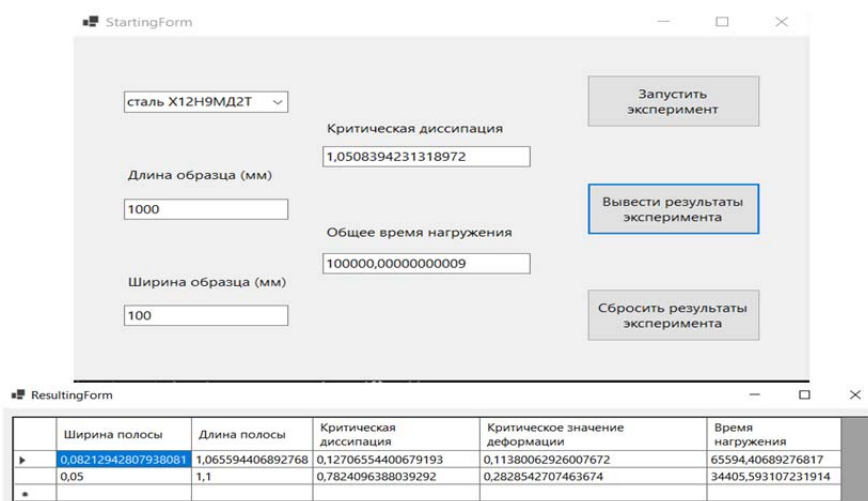 StartingForm
сталь Х12Н9МД2Т
Запустить
эксперимент
Критическая диссипация
1,0508394231318972
Длина образца (мм)
1000
Вывести результаты
эксперимента
Общее время нагружения
100000,00000000009
Ширина образца (мм)
100
Сбросить результаты
эксперимента
ResultingForm
Ширина полосы Длина полосы Критическая диссипация Критическое значение деформации Время нагружения
0,08212942807938081 1,065594406892768 0,12706554400679193 0,11380062926007672 65594,40689276817
0,05 1,1 0,7824096388039292 0,2828542707463674 34405,593107231914